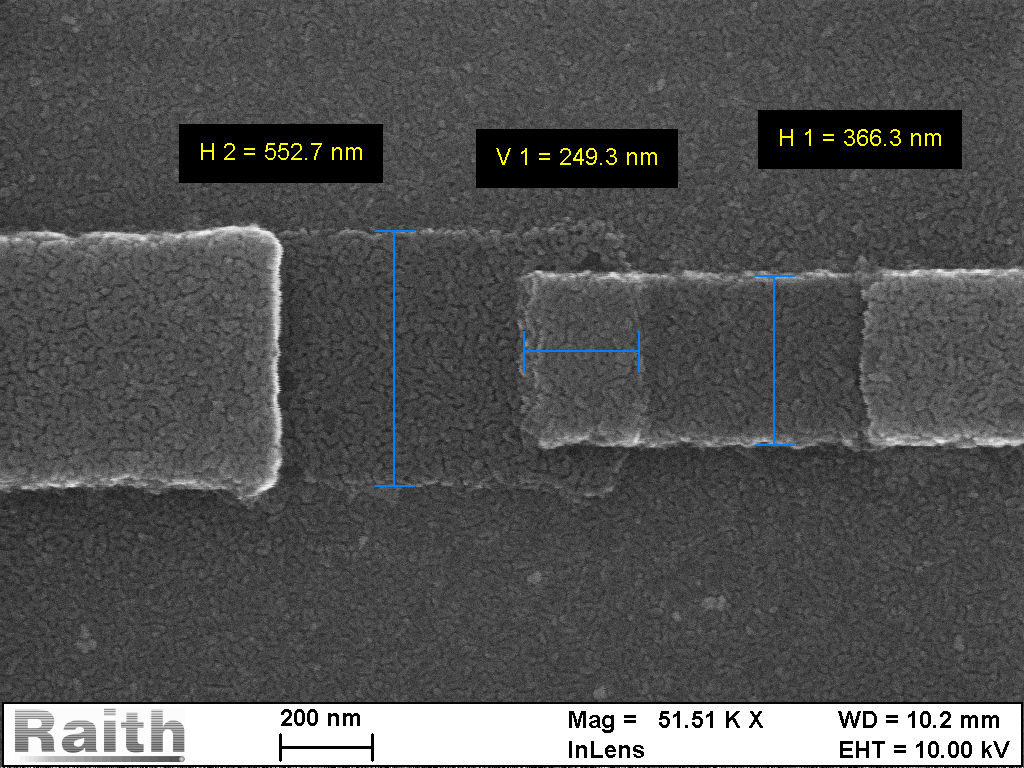 H 2 = 552.7 nm
V 1 = 249.3 nm
H 1 = 366.3 nm
Raith
200 nm
Mag = 51.51 K X
WD = 10.2 mm
InLens
EHT = 10.00 kV